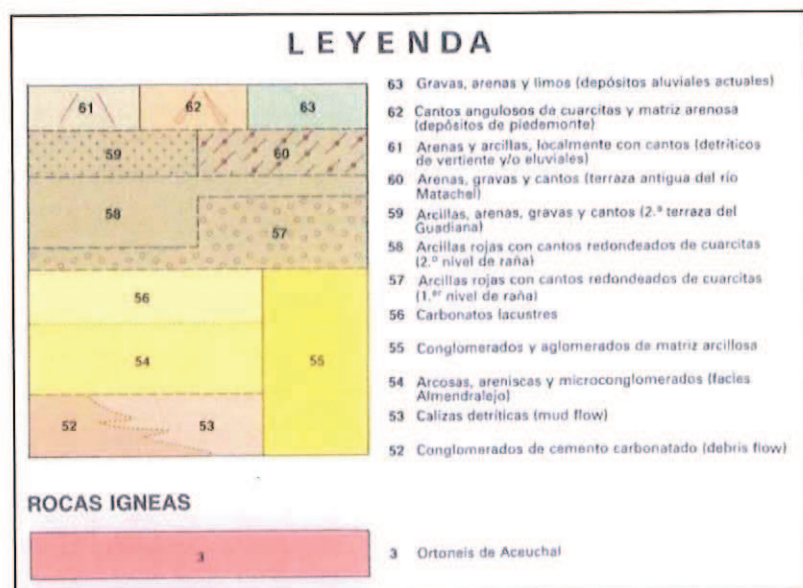 LEYENDA
61 62 63
59 60
58
57
56
54 55
52 53
63 Gravas, arenas y limos (depósitos aluviales actuales)
62 Cantos angulosos de cuarcitas y matriz arenosa
(depósitos de piedemonte)
61 Arenas y arcillas, localmente con cantos (detríticos
de vertiente y/o eluviales)
60 Arenas, gravas y cantos (terraza antigua del río
Matachel)
59 Arcillas, arenas, gravas y cantos (2.ª terraza del
Guadiana)
58 Arcillas rojas con cantos redondeados de cuarcitas
(2.º nivel de raña)
57 Arcillas rojas con cantos redondeados de cuarcitas
(1.er nivel de raña)
56 Carbonatos lacustres
55 Conglomerados y aglomerados de matriz arcillosa
54 Arcosas, areniscas y microconglomerados (facies
Almendralejo)
53 Calizas detríticas (mud flow)
52 Conglomerados de cemento carbonatado (debris flow)
ROCAS IGNEAS
3
3 Ortoneis de Aceuchal